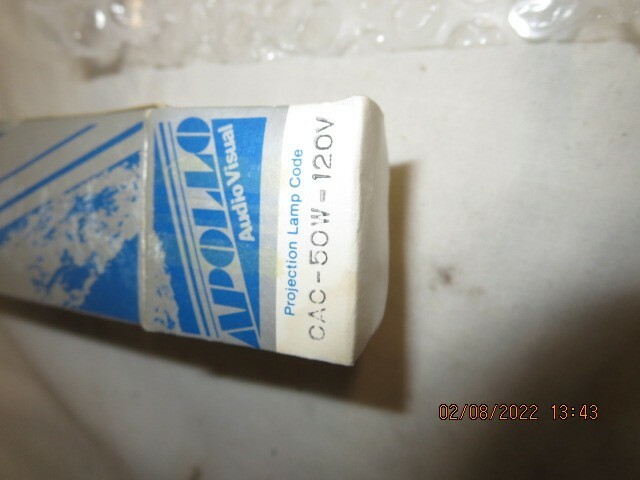 APOLLO
Audio Visual
Projection Lamp Code
CAC-50W-120V
02/08/2022 13:43